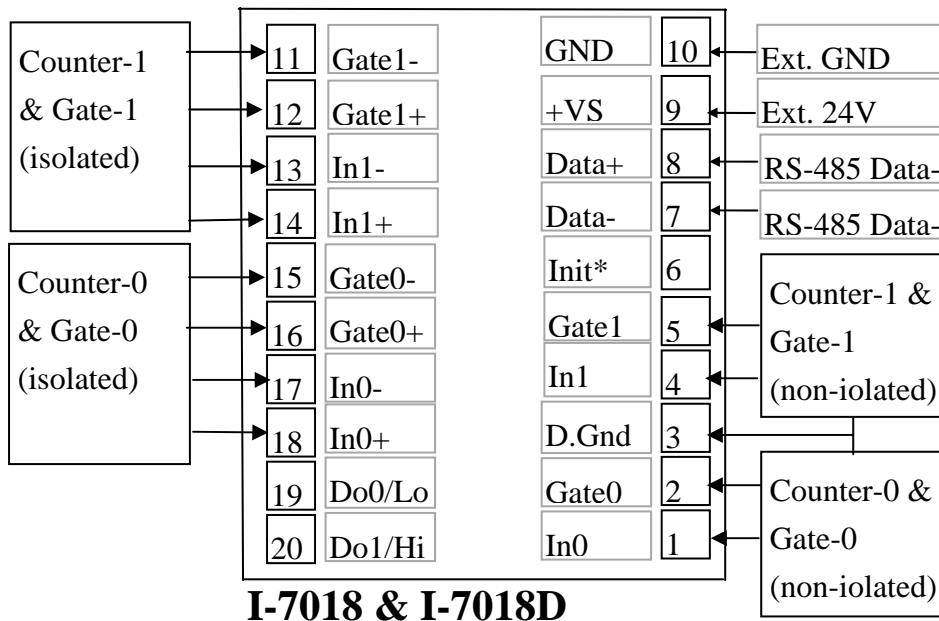 Counter-1
& Gate-1
(isolated)
Counter-0
& Gate-0
(isolated)
11 Gate1-
12 Gate1+
13 In1-
14 In1+
15 Gate0-
16 Gate0+
17 In0-
18 In0+
19 Do0/Lo
20 Do1/Hi
GND 10 Ext. GND
+VS 9 Ext. 24V
Data+ 8 RS-485 Data-
Data- 7 RS-485 Data-
Init* 6
Gate1 5
In1 4
D.Gnd 3
Gate0 2
In0 1
Counter-1 &
Gate-1
(non-iolated)
Counter-0 &
Gate-0
(non-iolated)
I-7018 & I-7018D